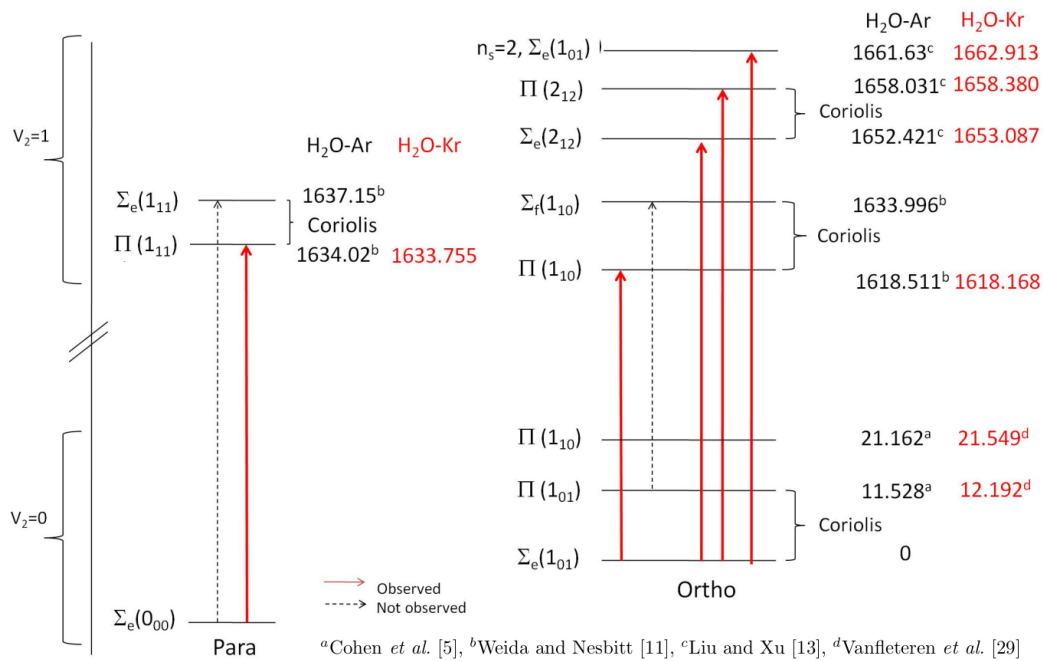 H₂O-Ar H₂O-Kr
nₛ=2, Σₑ(1₀₁) 1661.63ᶜ 1662.913
Π (2₁₂) 1658.031ᶜ 1658.380
Coriolis
Σₑ(2₁₂) 1652.421ᶜ 1653.087
V₂=1
H₂O-Ar H₂O-Kr
Σₑ(1₁₁) 1637.15ᵇ
Coriolis
Π (1₁₁) 1634.02ᵇ 1633.755
Σf(1₁₀) 1633.996ᵇ
Coriolis
Π (1₁₀) 1618.511ᵇ 1618.168
V₂=0
Π (1₁₀) 21.162ᵃ 21.549ᵈ
Π (1₀₁) 11.528ᵃ 12.192ᵈ
Coriolis
Σₑ(1₀₁) 0
Ortho
Observed
Not observed
Σₑ(0₀₀)
Para
ᵃCohen et al. [5], ᵇWeida and Nesbitt [11], ᶜLiu and Xu [13], ᵈVanfleteren et al. [29]